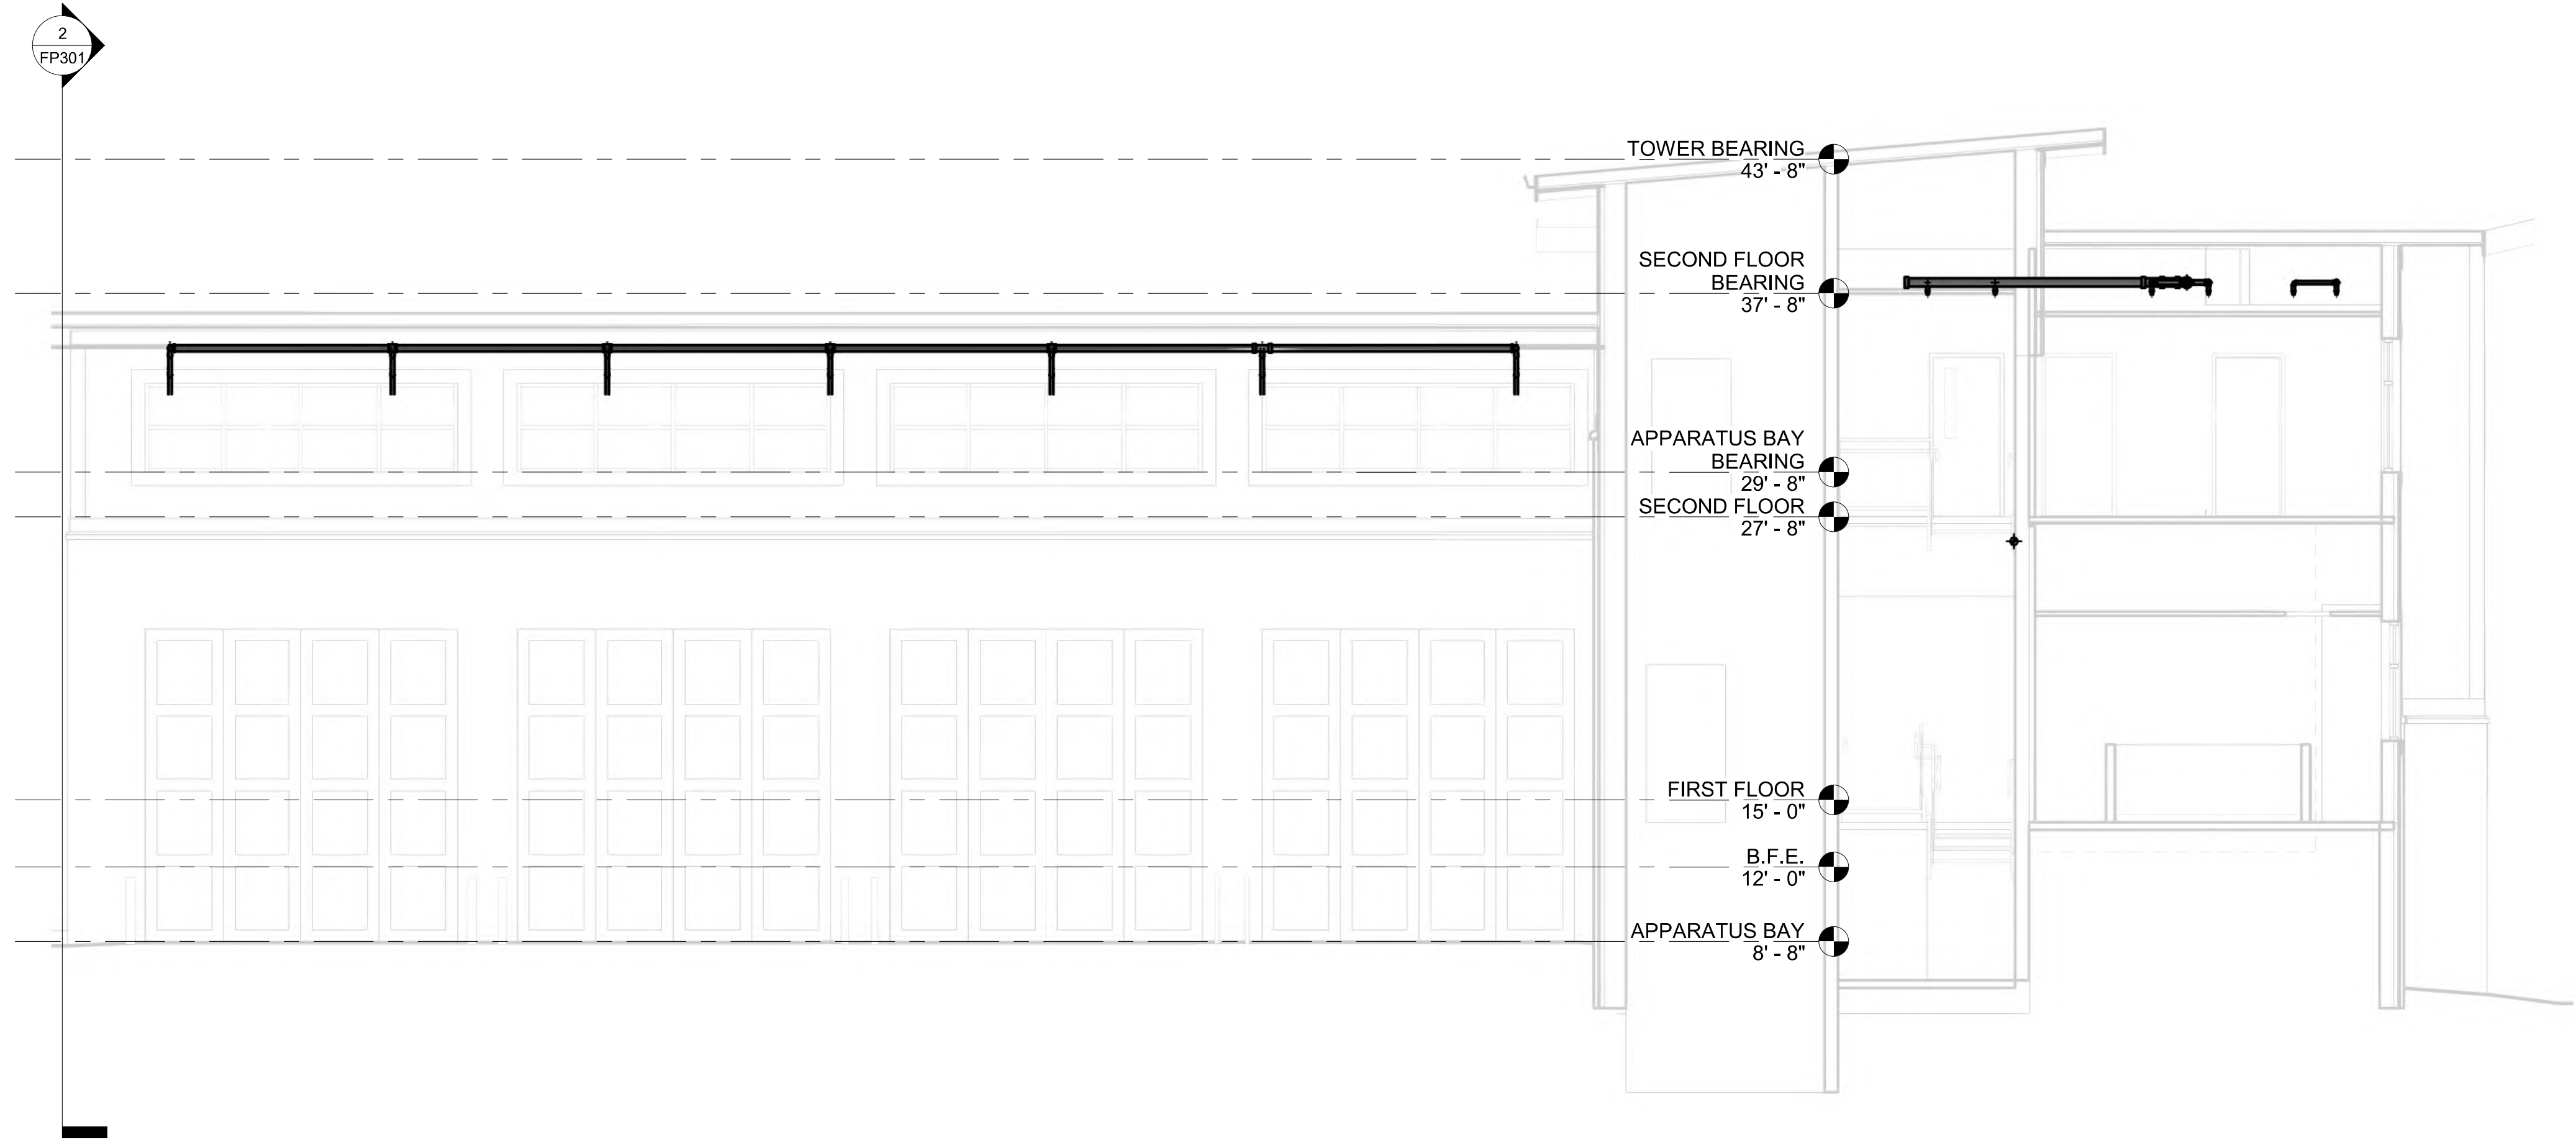 2
FP301
TOWER BEARING
43' - 8"
SECOND FLOOR
BEARING
37' - 8"
APPARATUS BAY
BEARING
29' - 8"
SECOND FLOOR
27' - 8"
FIRST FLOOR
15' - 0"
B.F.E.
12' - 0"
APPARATUS BAY
8' - 8"